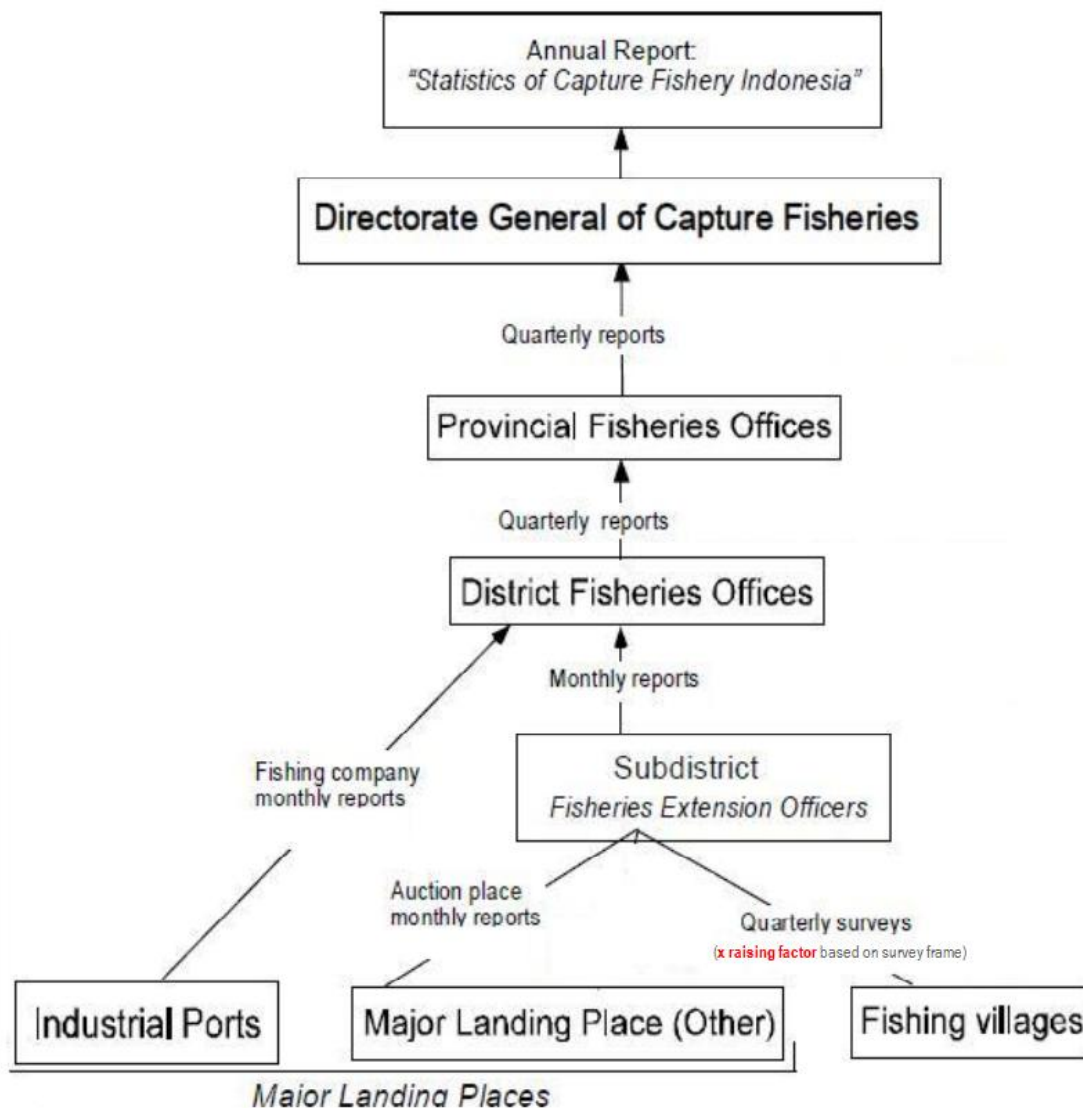 Annual Report:
"Statistics of Capture Fishery Indonesia"
Directorate General of Capture Fisheries
Quarterly reports
Provincial Fisheries Offices
Quarterly reports
District Fisheries Offices
Monthly reports
Fishing company
monthly reports
Subdistrict
Fisheries Extension Officers
Auction place
monthly reports
Quarterly surveys
(x raising factor based on survey frame)
Industrial Ports
Major Landing Place (Other)
Fishing villages
Major Landing Places